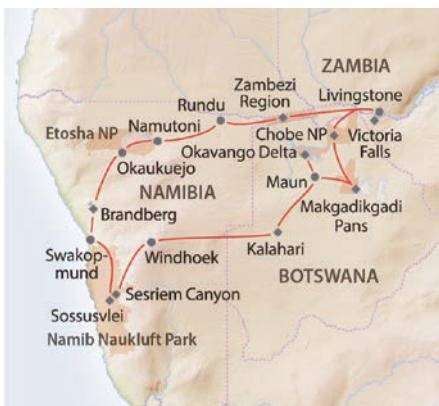 ZAMBIA
Zambezi
Region
Livingstone
Rundu
Etosha NP
Namutoni
Chobe NP
Victoria
Falls
Okavango Delta
Okaukuejo
NAMIBIA
Maun
Brandberg
Makgadikgadi
Pans
Swakop-
mund
Windhoek
Kalahari
BOTSWANA
Sesriem Canyon
Sossusvlei
Namib Naukluft Park